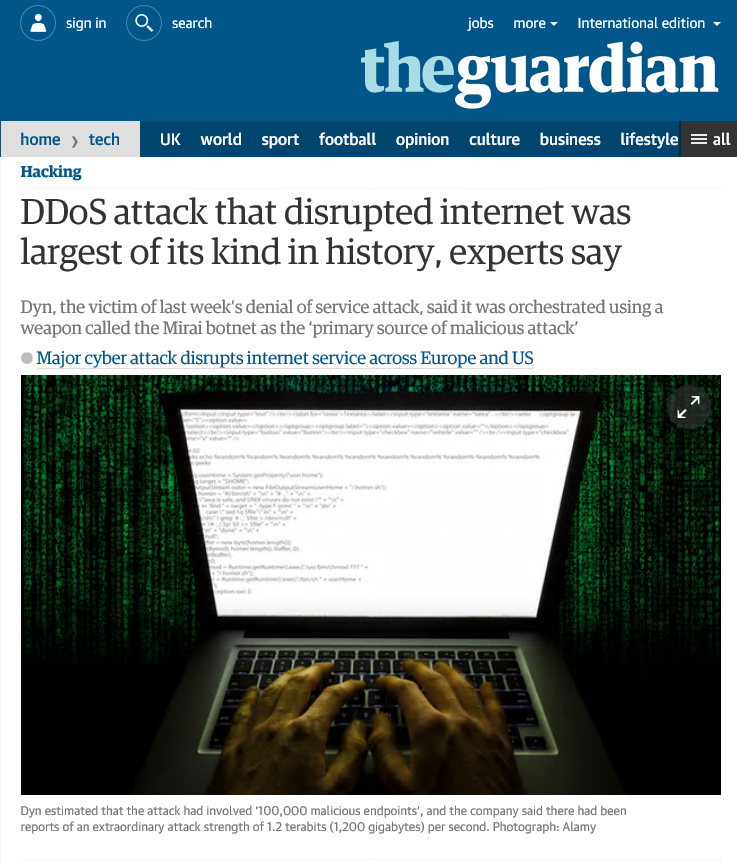 sign in
search
jobs
more
International edition
theguardian
home
tech
UK
world
sport
football
opinion
culture
business
lifestyle
all
Hacking
DDoS attack that disrupted internet was
largest of its kind in history, experts say
Dyn, the victim of last week's denial of service attack, said it was orchestrated using a
weapon called the Mirai botnet as the ‘primary source of malicious attack’
Major cyber attack disrupts internet service across Europe and US
Dyn estimated that the attack had involved ‘100,000 malicious endpoints’, and the company said there had been
reports of an extraordinary attack strength of 1.2 terabits (1,200 gigabytes) per second. Photograph: Alamy